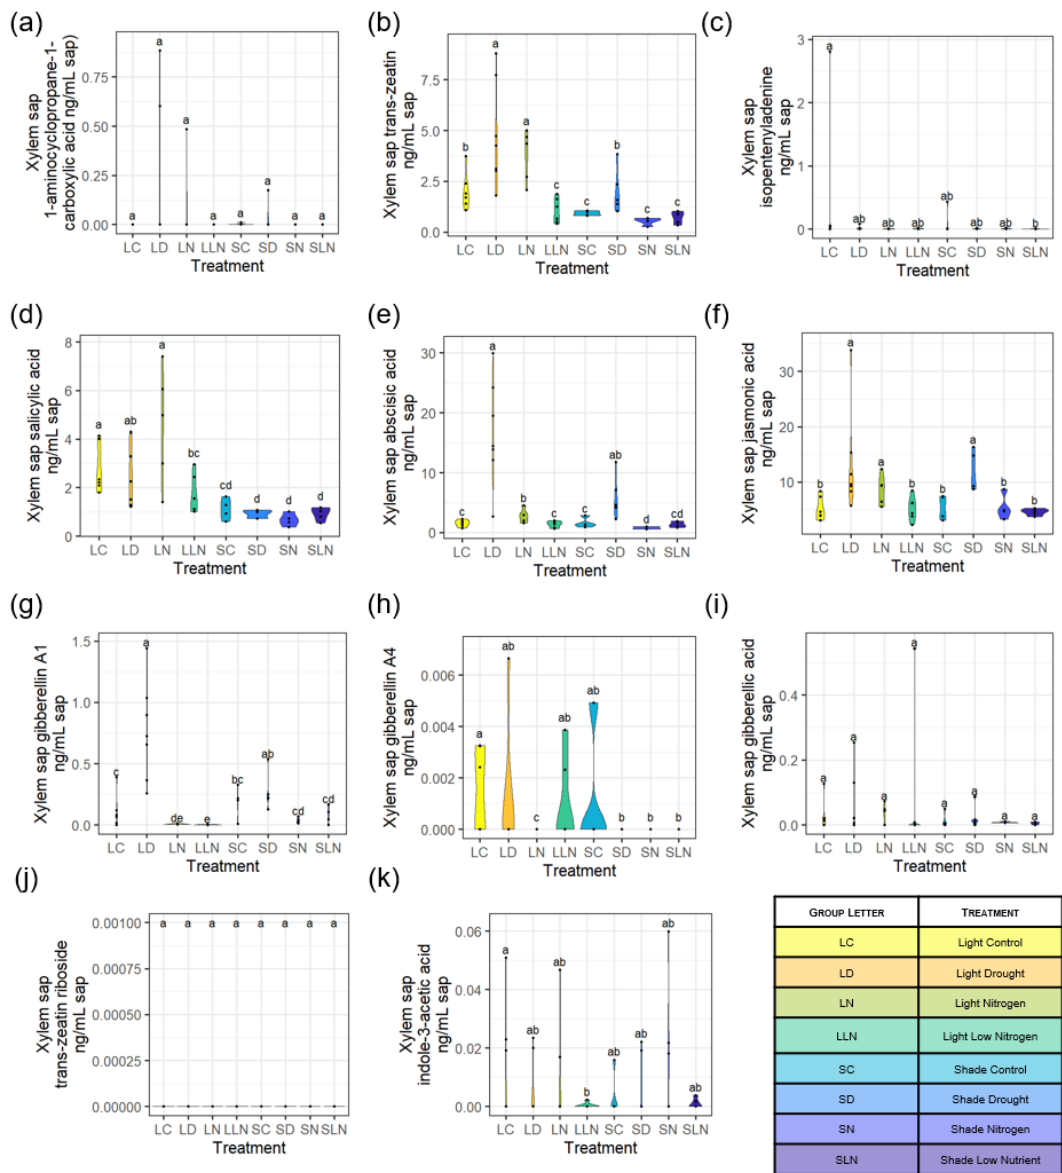 (a)
Xylem sap
1-aminocyclopropane-1-
carboxylic acid ng/mL sap)
0.75
0.50
0.25
0.00
a a a a a a a a
LC LD LN LLN SC SD SN SLN
Treatment
(b)
Xylem sap trans-zeatin
ng/mL sap
7.5
5.0
2.5
0.0
b a a c c b c c
LC LD LN LLN SC SD SN SLN
Treatment
(c)
Xylem sap
isopentenyladenine
ng/mL sap
3
2
1
0
a ab ab ab ab ab ab b
LC LD LN LLN SC SD SN SLN
Treatment
(d)
Xylem sap salicylic acid
ng/mL sap
8
6
4
2
0
a ab a bc cd d d d
LC LD LN LLN SC SD SN SLN
Treatment
(e)
Xylem sap abscisic acid
ng/mL sap
30
20
10
0
c a b c c ab d cd
LC LD LN LLN SC SD SN SLN
Treatment
(f)
Xylem sap jasmonic acid
ng/mL sap
30
20
10
b a a b b a b b
LC LD LN LLN SC SD SN SLN
Treatment
(g)
Xylem sap gibberellin A1
ng/mL sap
1.5
1.0
0.5
0.0
c a de e bc ab cd cd
LC LD LN LLN SC SD SN SLN
Treatment
(h)
Xylem sap gibberellin A4
ng/mL sap
0.006
0.004
0.002
0.000
a ab c ab ab b b b
LC LD LN LLN SC SD SN SLN
Treatment
(i)
Xylem sap gibberellic acid
ng/mL sap
0.4
0.2
0.0
a a a a a a a a
LC LD LN LLN SC SD SN SLN
Treatment
(j)
Xylem sap
trans-zeatin riboside
ng/mL sap
0.00100
0.00075
0.00050
0.00025
0.00000
a a a a a a a a
LC LD LN LLN SC SD SN SLN
Treatment
(k)
Xylem sap
indole-3-acetic acid
ng/mL sap
0.06
0.04
0.02
0.00
a ab ab b ab ab ab ab
LC LD LN LLN SC SD SN SLN
Treatment
GROUP LETTER TREATMENT
LC Light Control
LD Light Drought
LN Light Nitrogen
LLN Light Low Nitrogen
SC Shade Control
SD Shade Drought
SN Shade Nitrogen
SLN Shade Low Nutrient